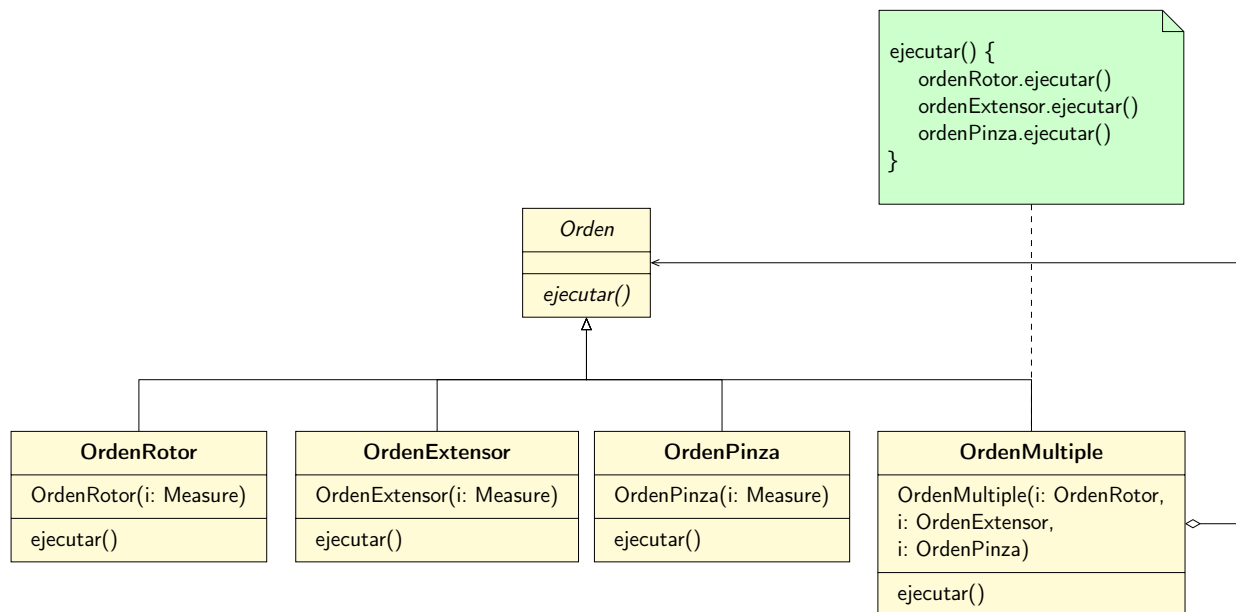 ejecutar() {
ordenRotor.ejecutar()
ordenExtensor.ejecutar()
ordenPinza.ejecutar()
}
Orden
ejecutar()
OrdenRotor
OrdenRotor(i: Measure)
ejecutar()
OrdenExtensor
OrdenExtensor(i: Measure)
ejecutar()
OrdenPinza
OrdenPinza(i: Measure)
ejecutar()
OrdenMultiple
OrdenMultiple(i: OrdenRotor,
i: OrdenExtensor,
i: OrdenPinza)
ejecutar()